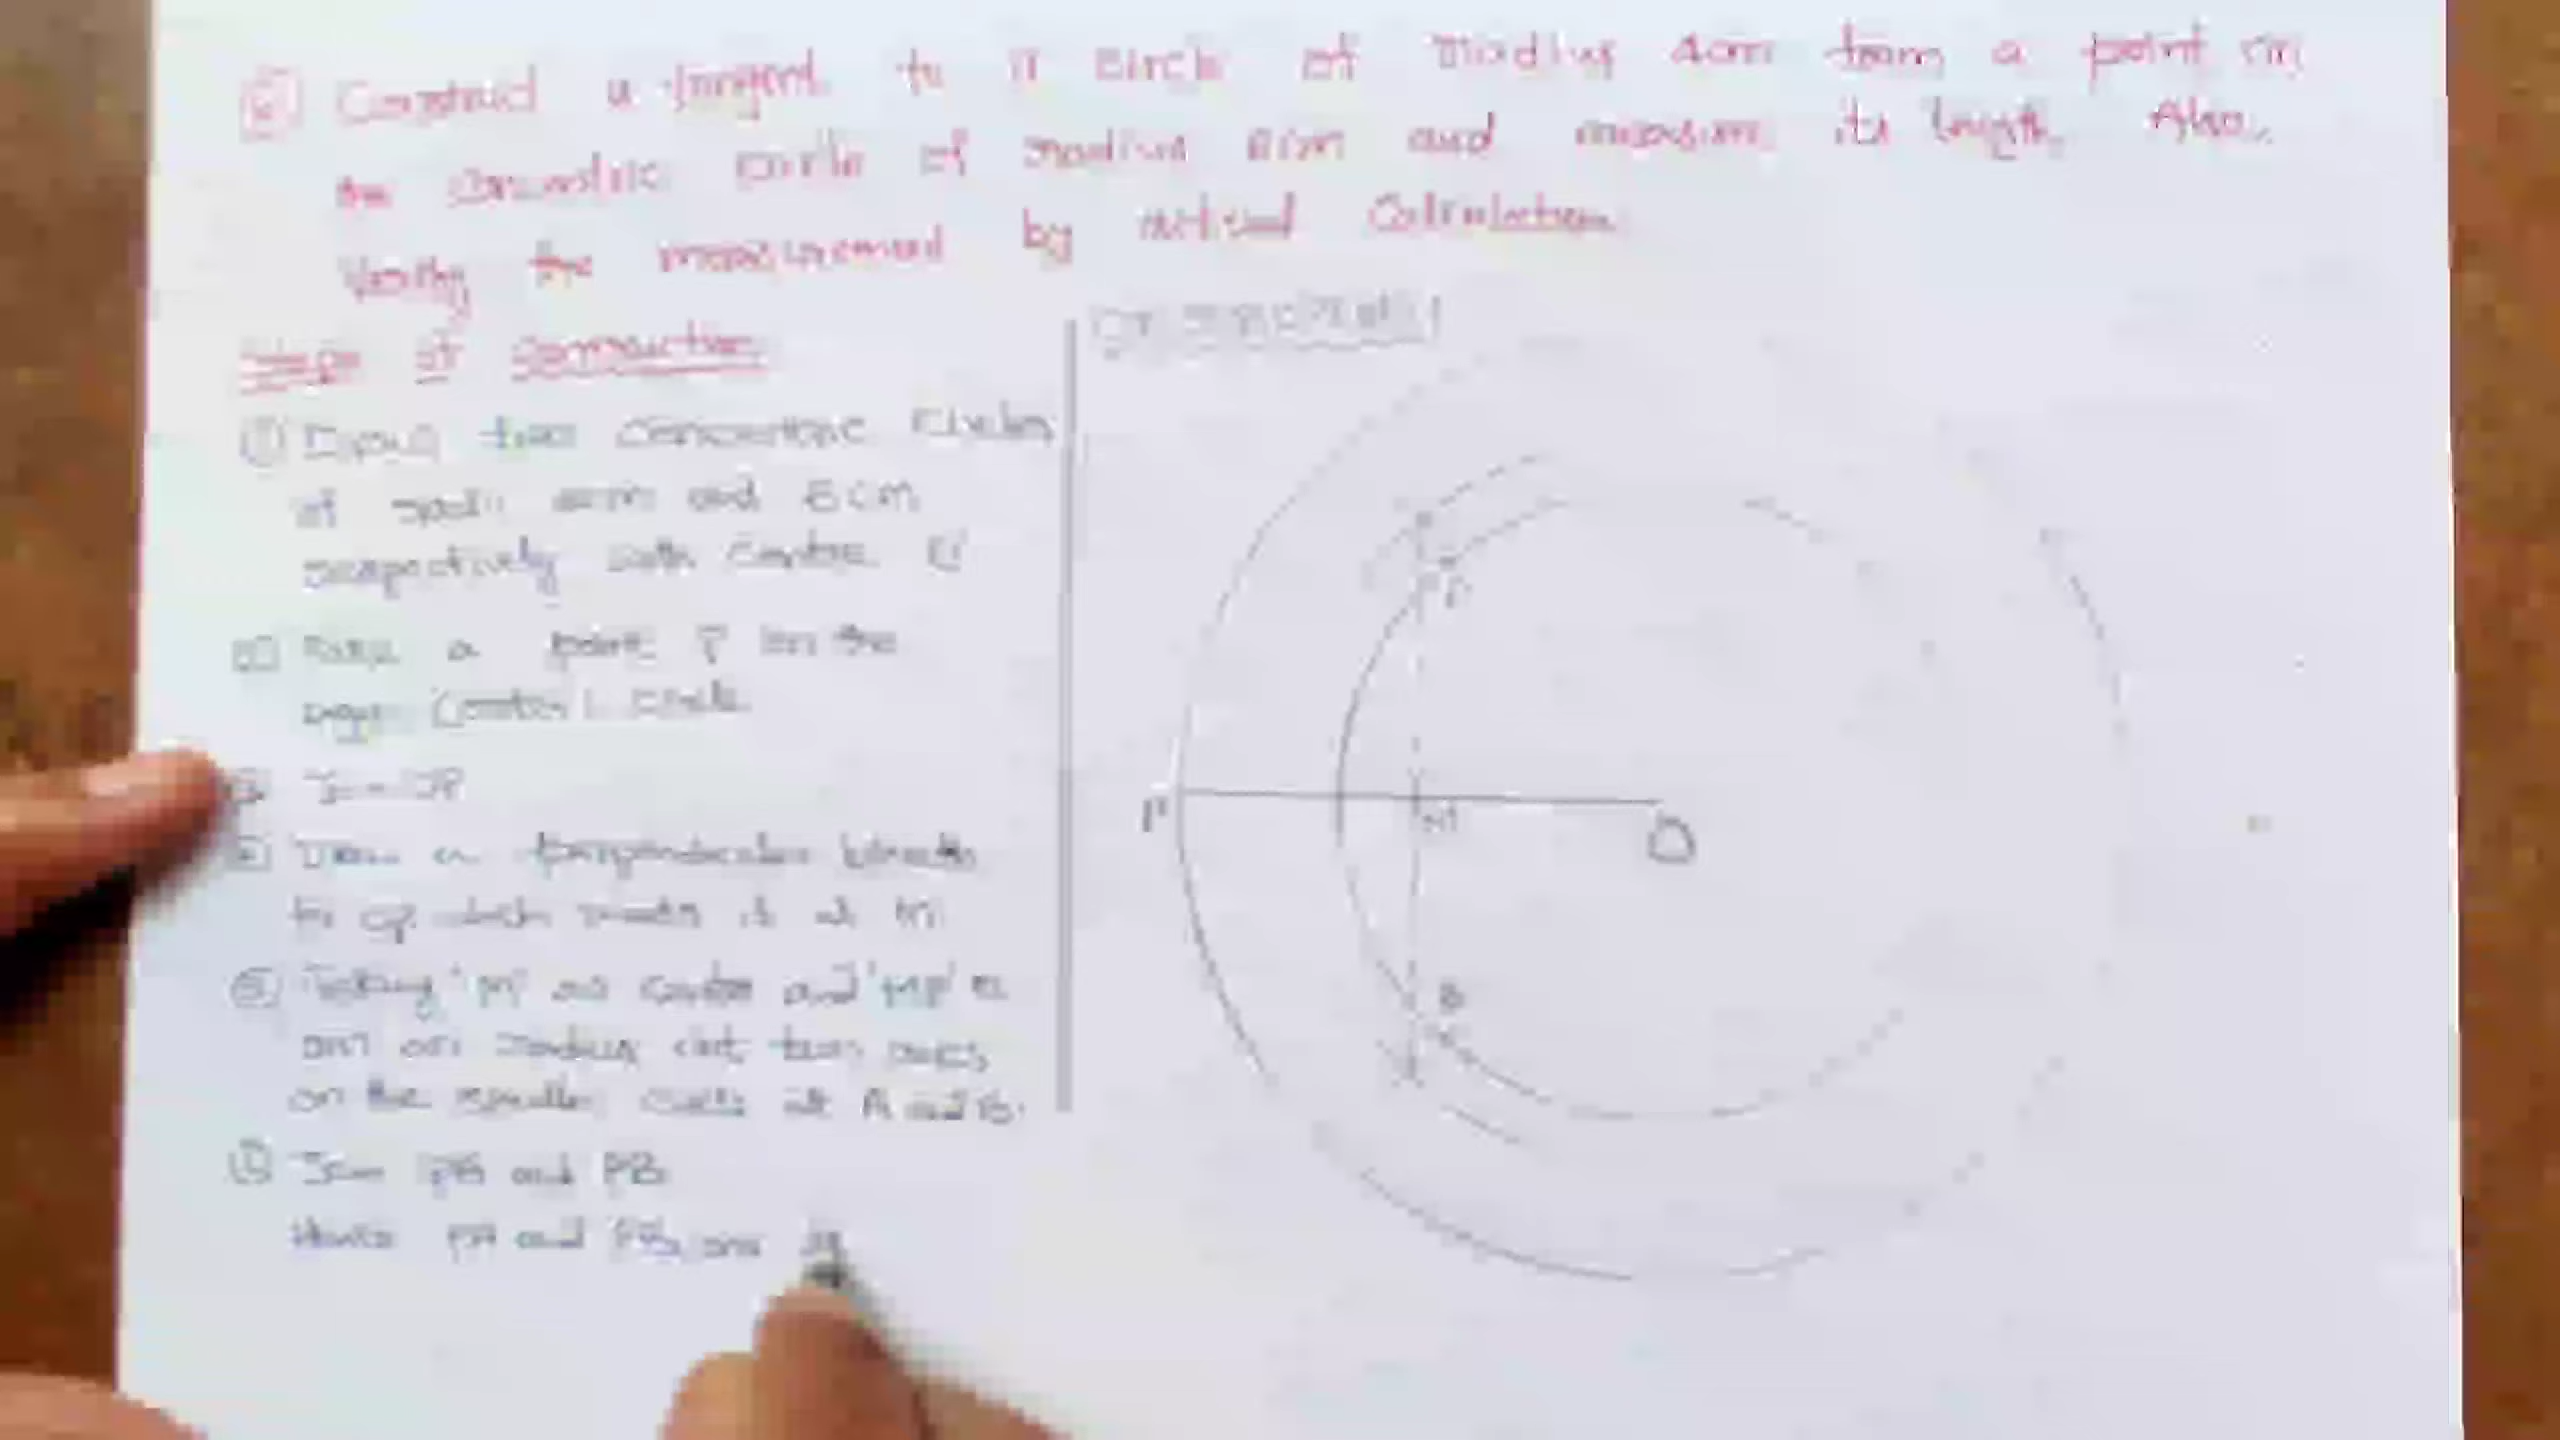 Construct a tangent to a circle of radius 4cm from a point on
the concentric circle of radius 6cm and measure its length. Also,
Verify the measurement by actual Calculation.
Steps of Construction
① Draw two concentric Circles
of radii 4cm and 6cm
respectively with Centre O
② Take a point P on the
Circle
③ Join OP
④ Draw a perpendicular bisector
to OP which meets it at M
⑤ Taking 'M' as Centre and 'MP'
as radius cut two arcs
on the smaller circle at A and B.
⑥ Join PA and PB
Hence PA and PB are
P
M
O
B